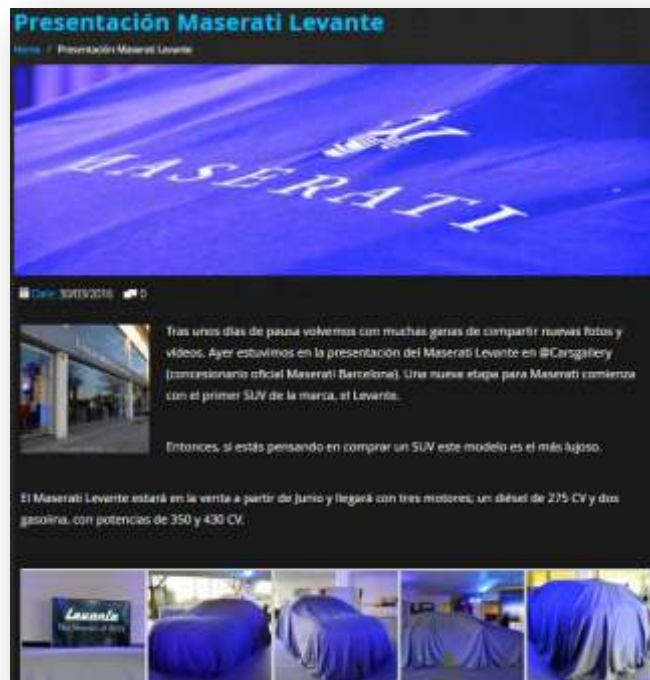 Presentación Maserati Levante
Home / Presentación Maserati Levante
MASERATI
Date: 30/03/2016 0
Tras unos días de pausa volvemos con muchas ganas de compartir nuevas fotos y
vídeos. Ayer estuvimos en la presentación del Maserati Levante en @Carsgallery
(concesionario oficial Maserati Barcelona). Una nueva etapa para Maserati comienza
con el primer SUV de la marca, el Levante.
Entonces, si estás pensando en comprar un SUV este modelo es el más lujoso.
El Maserati Levante estará en la venta a partir de Junio y llegará con tres motores; un diésel de 275 CV y dos
gasolina, con potencias de 350 y 430 CV.
Levante